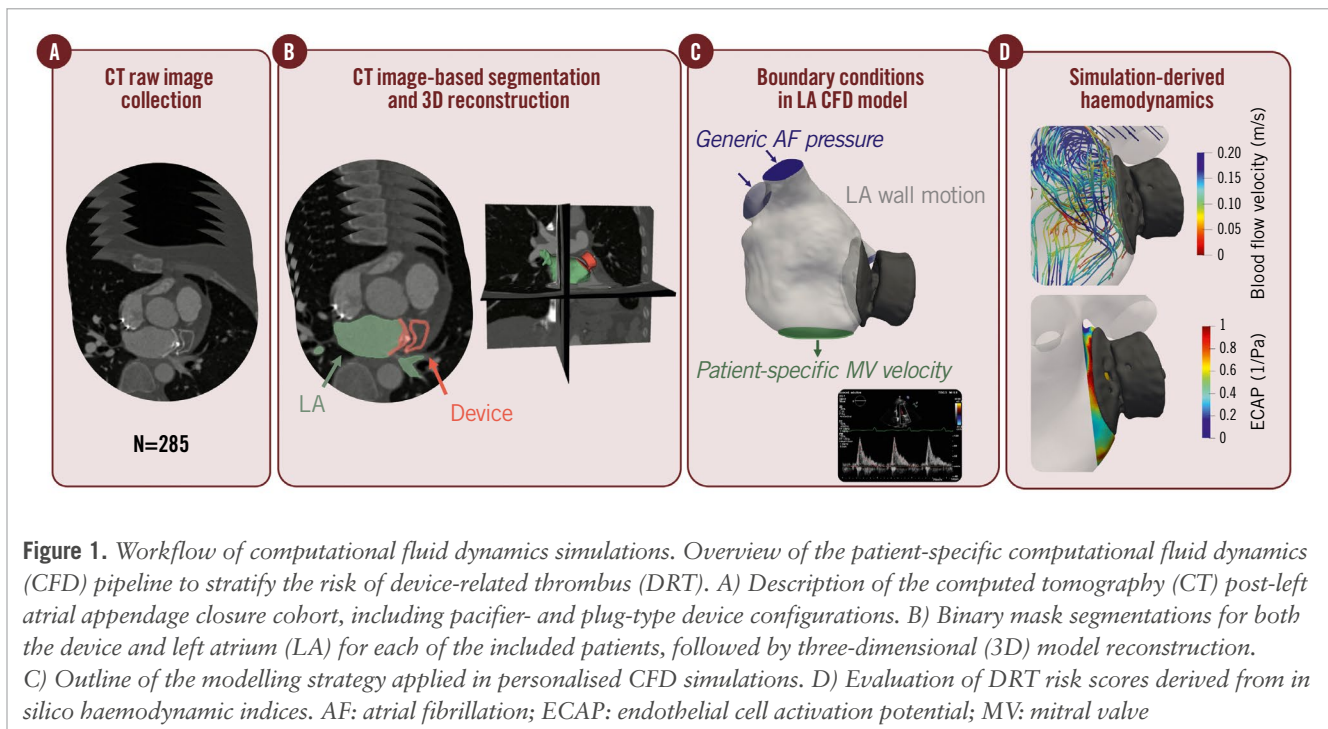 A
CT raw image
collection
N=285
B
CT image-based segmentation
and 3D reconstruction
LA
Device
C
Boundary conditions
in LA CFD model
Generic AF pressure
LA wall motion
Patient-specific MV velocity
D
Simulation-derived
haemodynamics
0.20
0.15
0.10
0.05
0
Blood flow velocity (m/s)
1
0.8
0.6
0.4
0.2
0
ECAP (1/Pa)
Figure 1. Workflow of computational fluid dynamics simulations. Overview of the patient-specific computational fluid dynamics
(CFD) pipeline to stratify the risk of device-related thrombus (DRT). A) Description of the computed tomography (CT) post-left
atrial appendage closure cohort, including pacifier- and plug-type device configurations. B) Binary mask segmentations for both
the device and left atrium (LA) for each of the included patients, followed by three-dimensional (3D) model reconstruction.
C) Outline of the modelling strategy applied in personalised CFD simulations. D) Evaluation of DRT risk scores derived from in
silico haemodynamic indices. AF: atrial fibrillation; ECAP: endothelial cell activation potential; MV: mitral valve